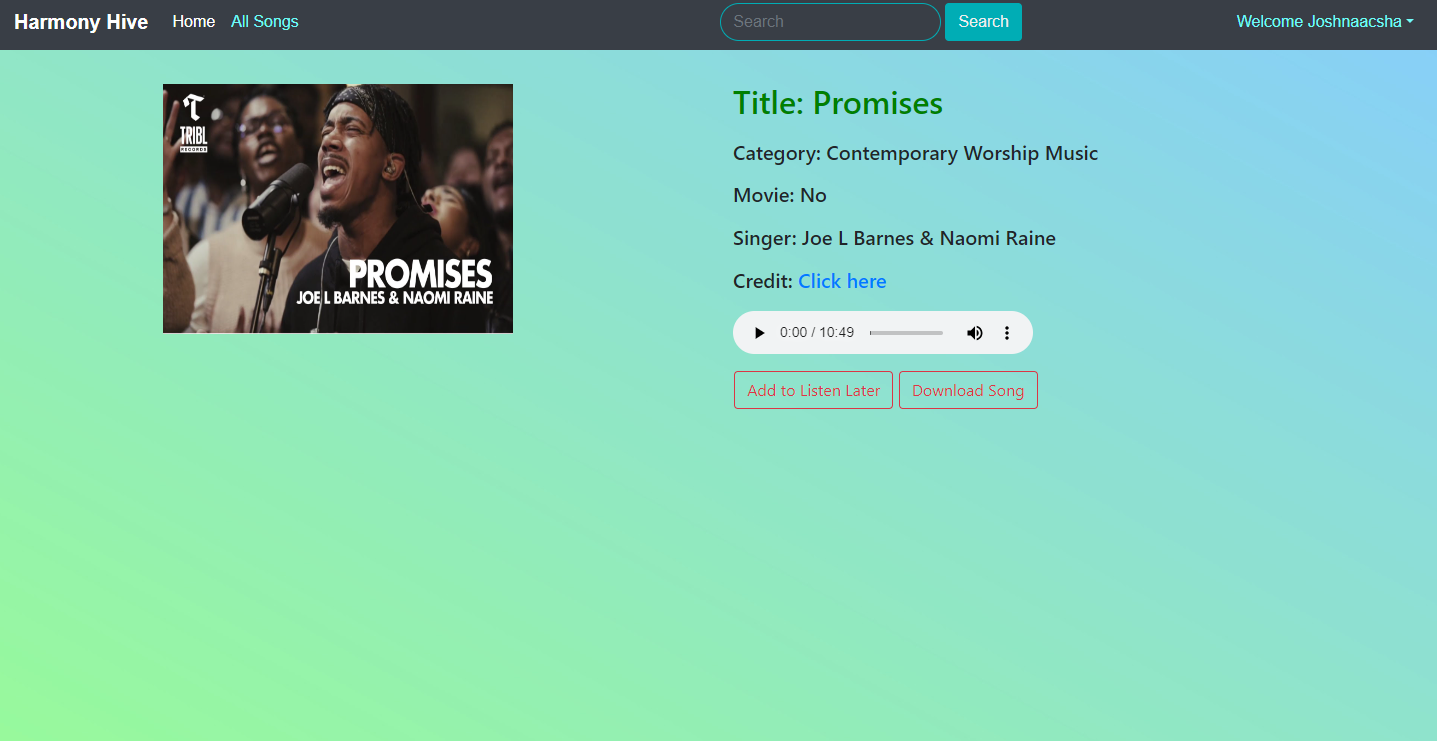 Harmony Hive Home All Songs Search Search Welcome Joshnaacsha
TRIBL
RECORDS
PROMISES
JOE L BARNES & NAOMI RAINE
Title: Promises
Category: Contemporary Worship Music
Movie: No
Singer: Joe L Barnes & Naomi Raine
Credit: Click here
0:00 / 10:49
Add to Listen Later Download Song